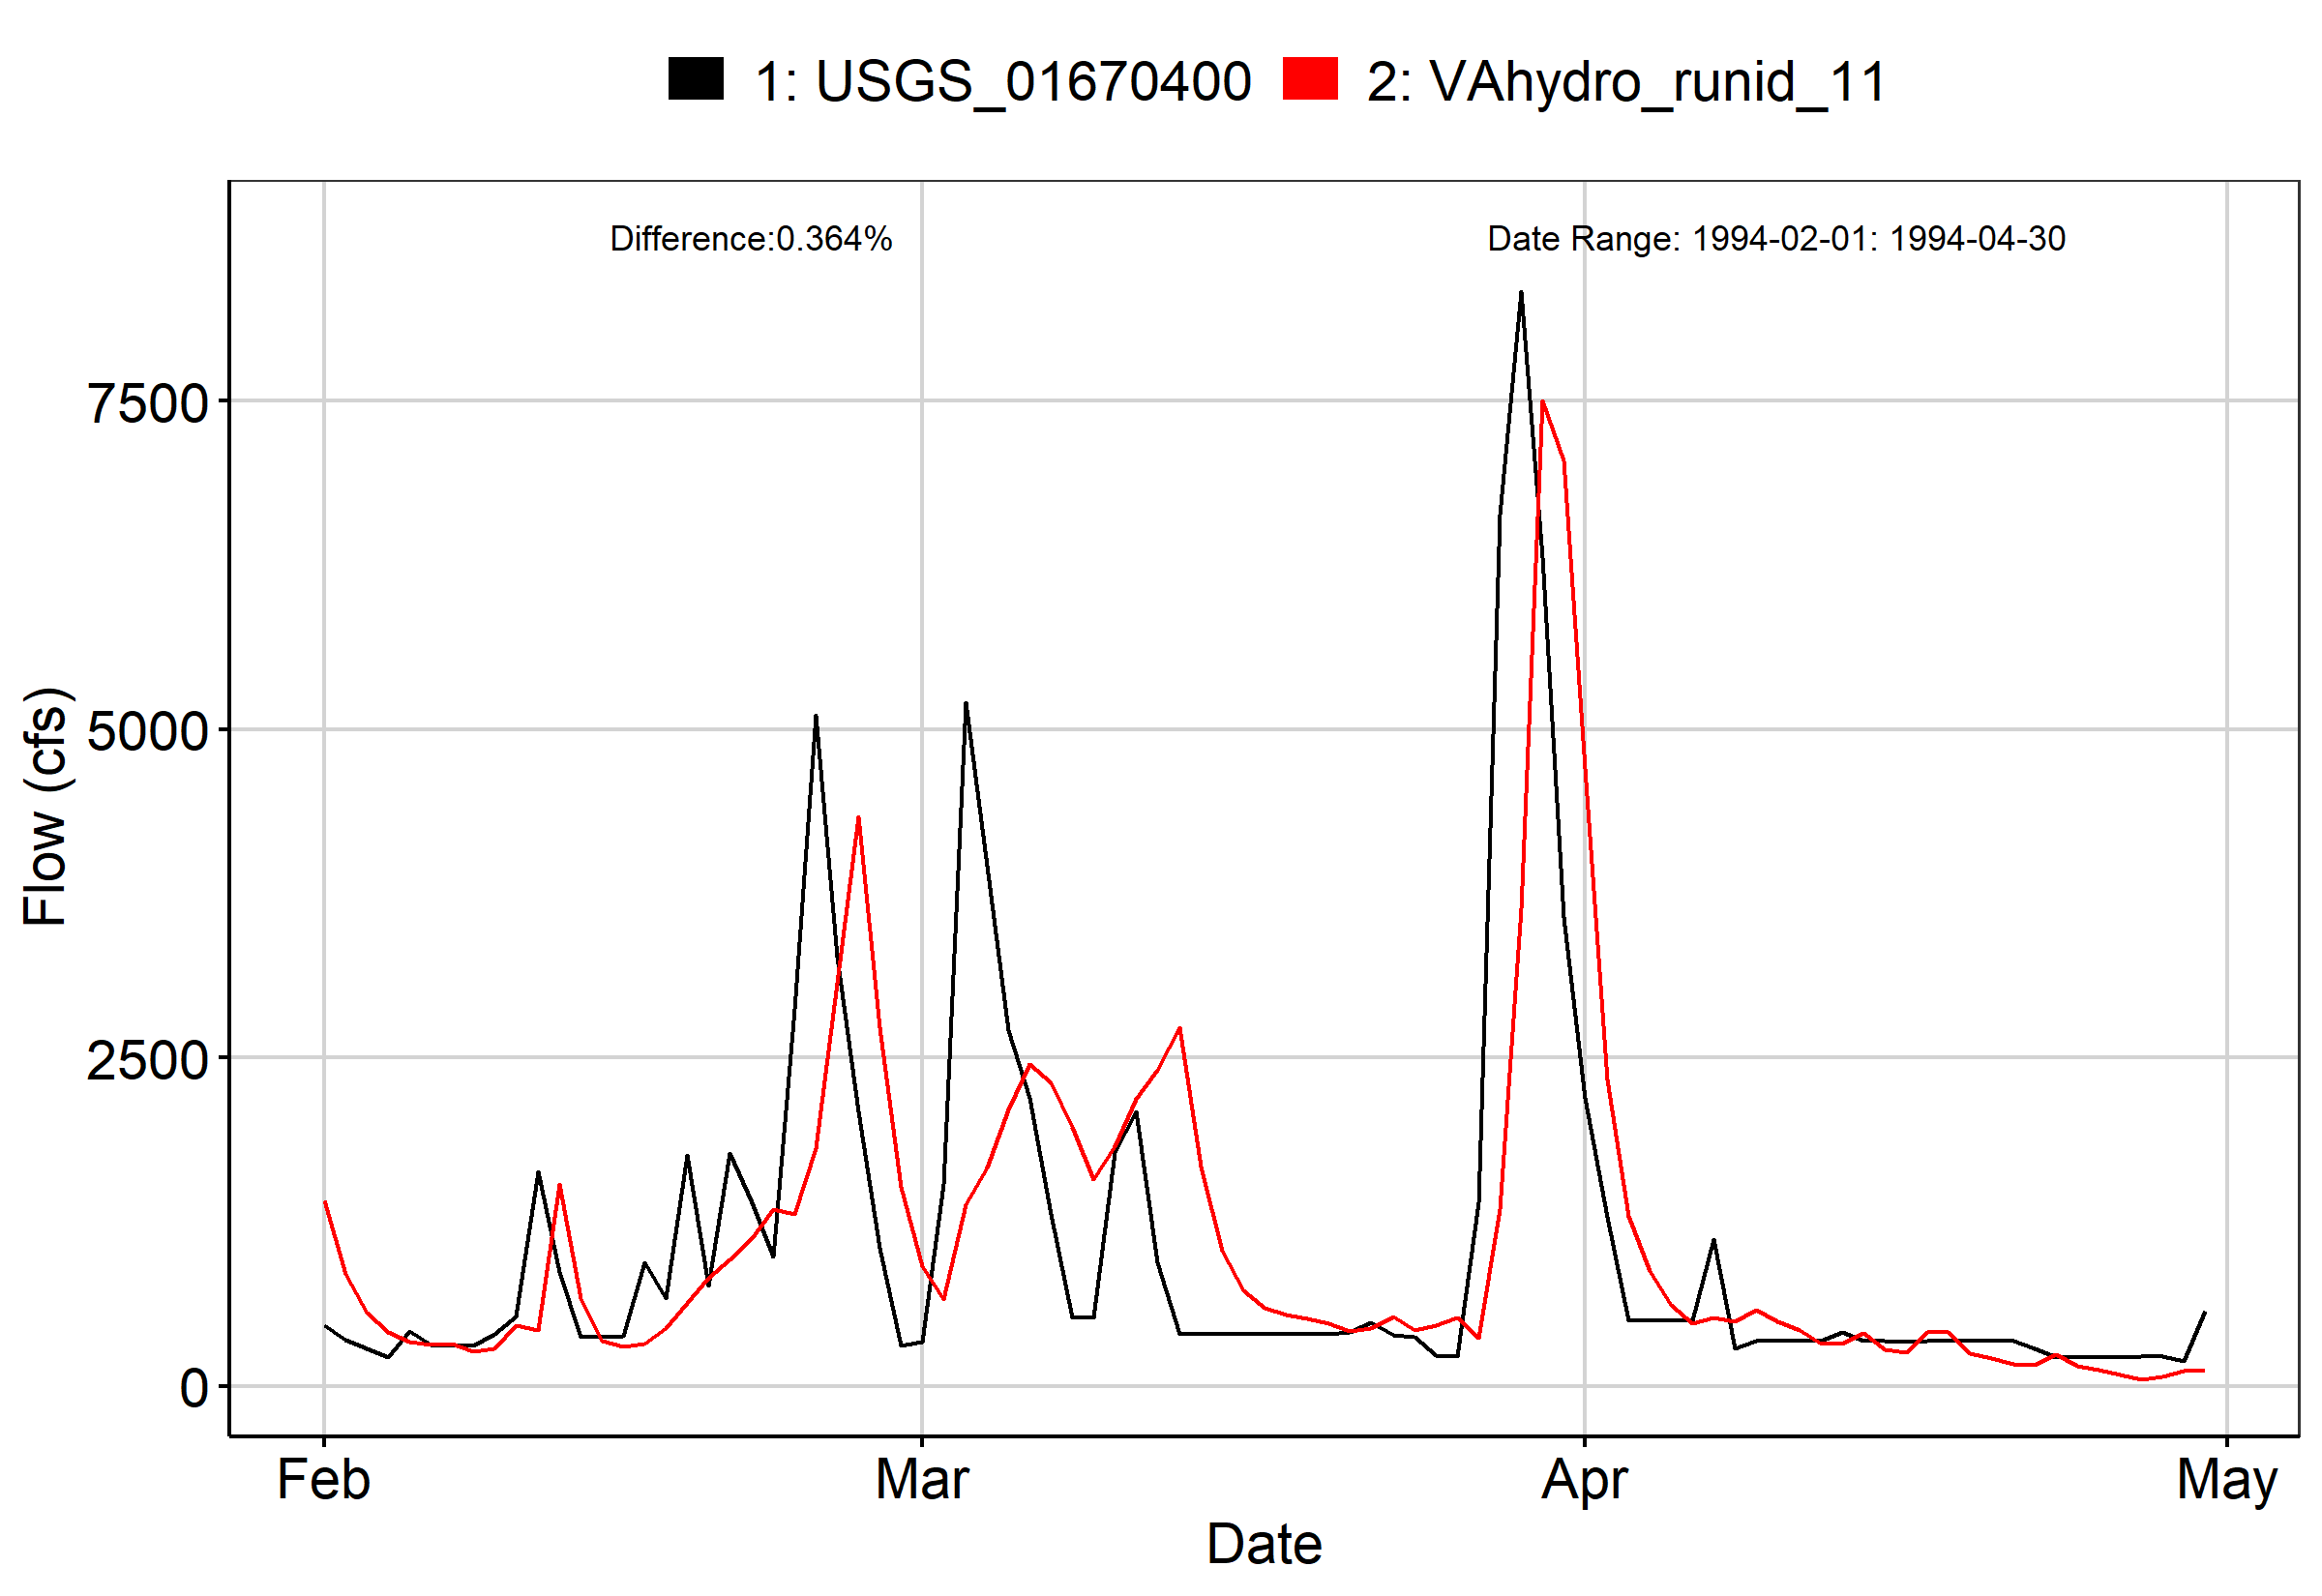 1: USGS_01670400 2: VAhydro_runid_11
Difference:0.364% Date Range: 1994-02-01: 1994-04-30
7500
5000
2500
0
Flow (cfs)
Feb Mar Apr May
Date